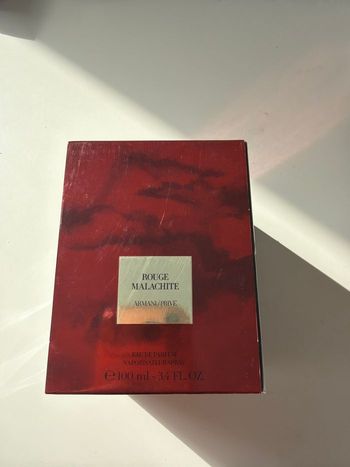 ROUGE
MALACHITE
ARMANI/PRIVÉ
EAU DE PARFUM
VAPORISATEUR SPRAY
℮ 100 ml - 3.4 FL. OZ.